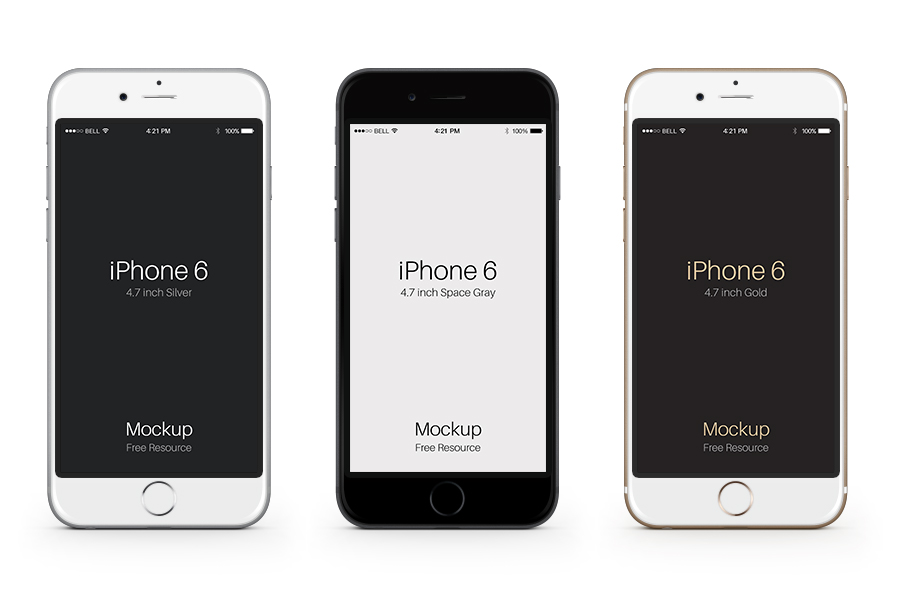 BELL 4:21 PM 100%
iPhone 6
4.7 inch Silver
Mockup
Free Resource
BELL 4:21 PM 100%
iPhone 6
4.7 inch Space Gray
Mockup
Free Resource
BELL 4:21 PM 100%
iPhone 6
4.7 inch Gold
Mockup
Free Resource